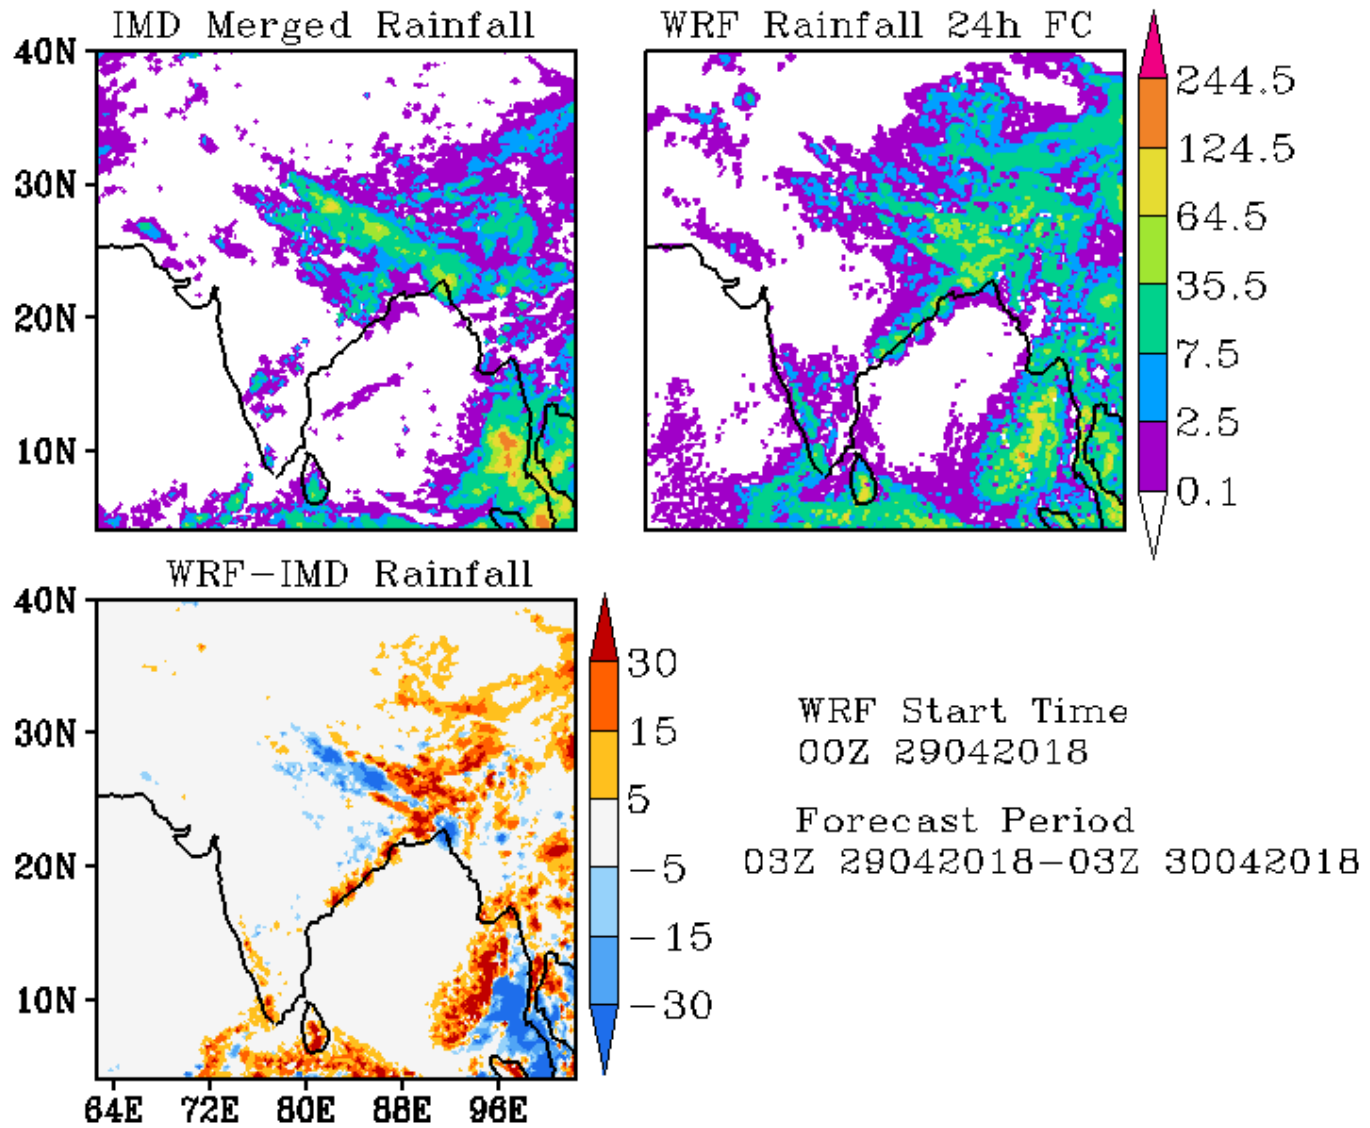 IMD Merged Rainfall
40N
30N
20N
10N
WRF Rainfall 24h FC
244.5
124.5
64.5
35.5
7.5
2.5
0.1
WRF-IMD Rainfall
40N
30N
20N
10N
64E 72E 80E 88E 96E
30
15
5
-5
-15
-30
WRF Start Time
00Z 29042018
Forecast Period
03Z 29042018-03Z 30042018